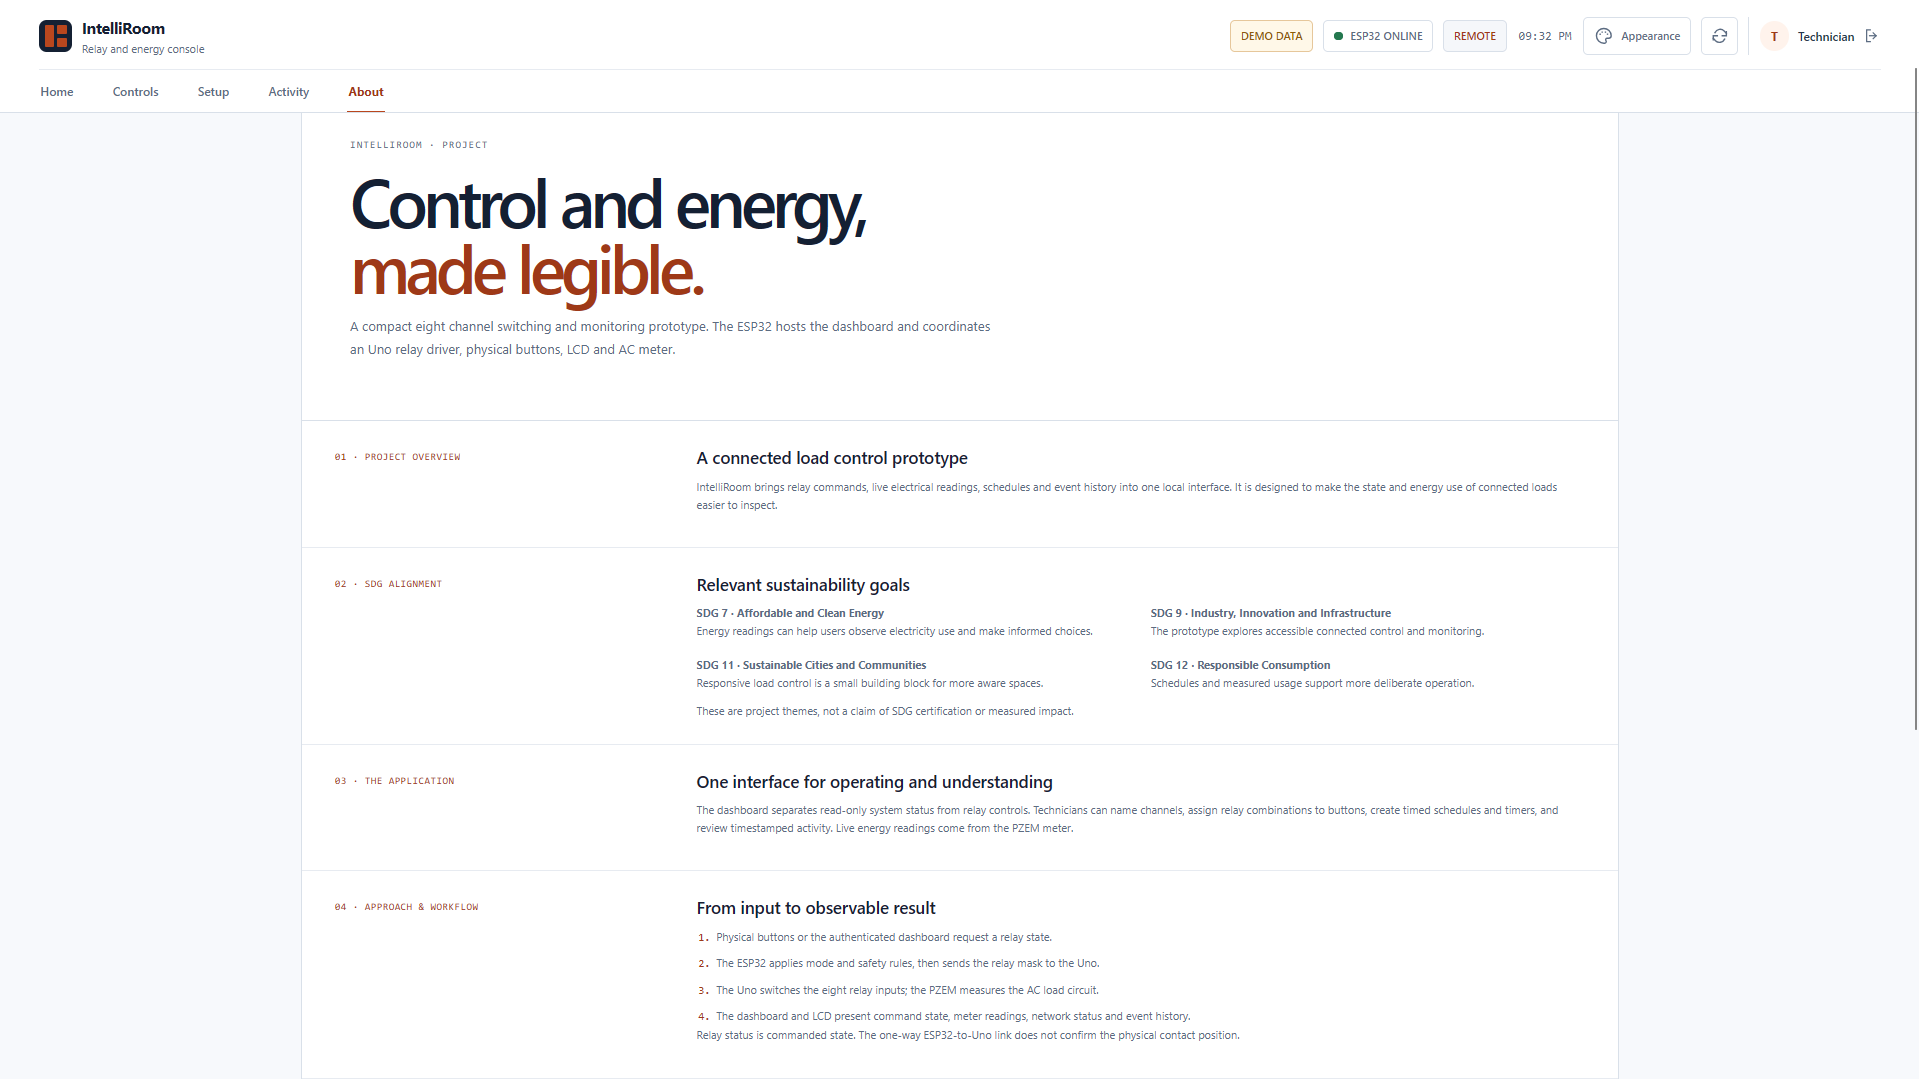 IntelliRoom
Relay and energy console
DEMO DATA
ESP32 ONLINE
REMOTE
09:32 PM
Appearance
T
Technician
Home
Controls
Setup
Activity
About
INTELLIROOM · PROJECT
Control and energy,
made legible.
A compact eight channel switching and monitoring prototype. The ESP32 hosts the dashboard and coordinates
an Uno relay driver, physical buttons, LCD and AC meter.
01 · PROJECT OVERVIEW
A connected load control prototype
IntelliRoom brings relay commands, live electrical readings, schedules and event history into one local interface. It is designed to make the state and energy use of connected loads
easier to inspect.
02 · SDG ALIGNMENT
Relevant sustainability goals
SDG 7 · Affordable and Clean Energy
Energy readings can help users observe electricity use and make informed choices.
SDG 9 · Industry, Innovation and Infrastructure
The prototype explores accessible connected control and monitoring.
SDG 11 · Sustainable Cities and Communities
Responsive load control is a small building block for more aware spaces.
SDG 12 · Responsible Consumption
Schedules and measured usage support more deliberate operation.
These are project themes, not a claim of SDG certification or measured impact.
03 · THE APPLICATION
One interface for operating and understanding
The dashboard separates read-only system status from relay controls. Technicians can name channels, assign relay combinations to buttons, create timed schedules and timers, and
review timestamped activity. Live energy readings come from the PZEM meter.
04 · APPROACH & WORKFLOW
From input to observable result
1. Physical buttons or the authenticated dashboard request a relay state.
2. The ESP32 applies mode and safety rules, then sends the relay mask to the Uno.
3. The Uno switches the eight relay inputs; the PZEM measures the AC load circuit.
4. The dashboard and LCD present command state, meter readings, network status and event history.
Relay status is commanded state. The one-way ESP32-to-Uno link does not confirm the physical contact position.